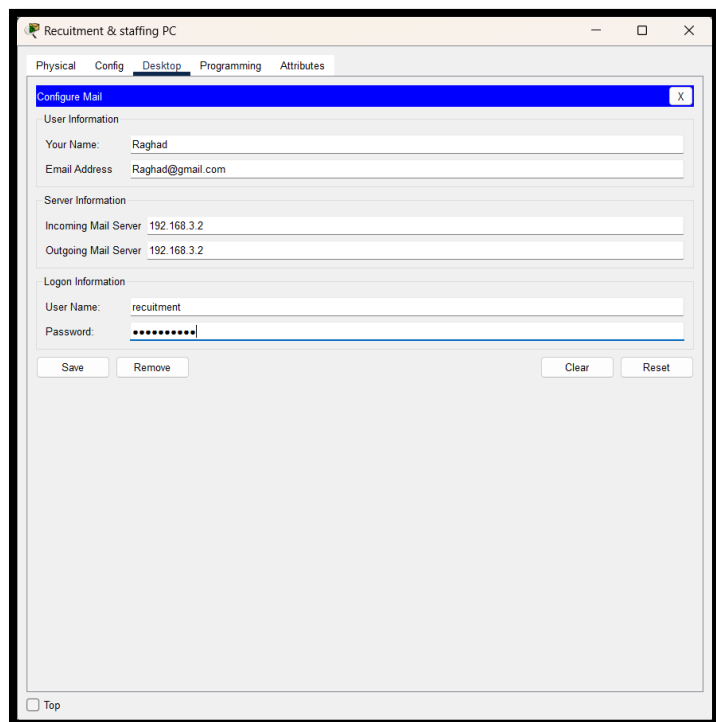 Recuitment & staffing PC
Physical Config Desktop Programming Attributes
Configure Mail X
User Information
Your Name: Raghad
Email Address Raghad@gmail.com
Server Information
Incoming Mail Server 192.168.3.2
Outgoing Mail Server 192.168.3.2
Logon Information
User Name: recuitment
Password: ●●●●●●●●●●
Save Remove Clear Reset
Top